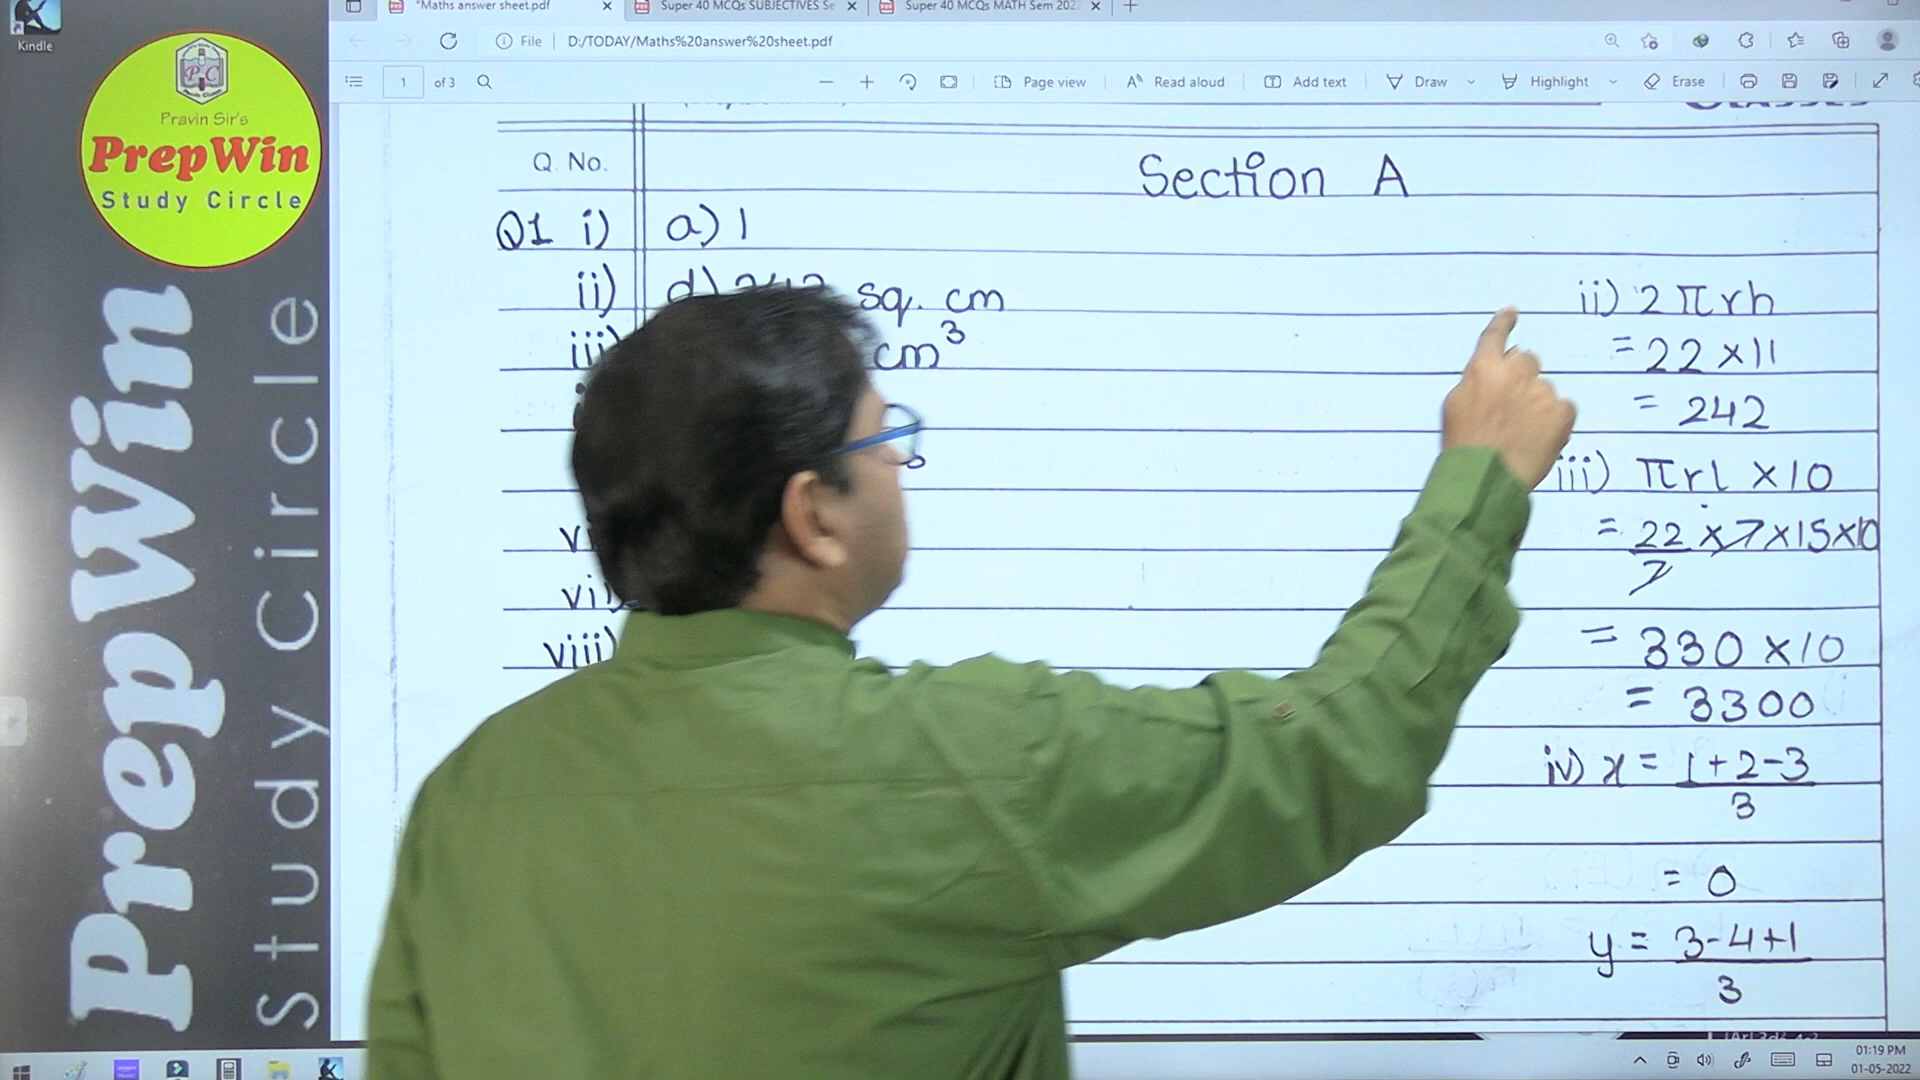 Kindle
Pravin Sir's
PrepWin
Study Circle
PrepWin
Study Circle
*Maths answer sheet.pdf
Super 40 MCQs SUBJECTIVES Se
Super 40 MCQs MATH Sem 202
File
D:/TODAY/Maths%20answer%20sheet.pdf
1 of 3
Page view
Read aloud
Add text
Draw
Highlight
Erase
Q. No.
Section A
Q1 i) a) 1
ii) d) 242 sq. cm
iii) cm³
vi
vii
viii)
ii) 2πrh
= 22 × 11
= 242
iii) πrl × 10
= 22/7 × 7 × 15 × 10
= 330 × 10
= 3300
iv) x = 1+2-3
3
= 0
y = 3-4+1
3
01:19 PM
01-05-2022